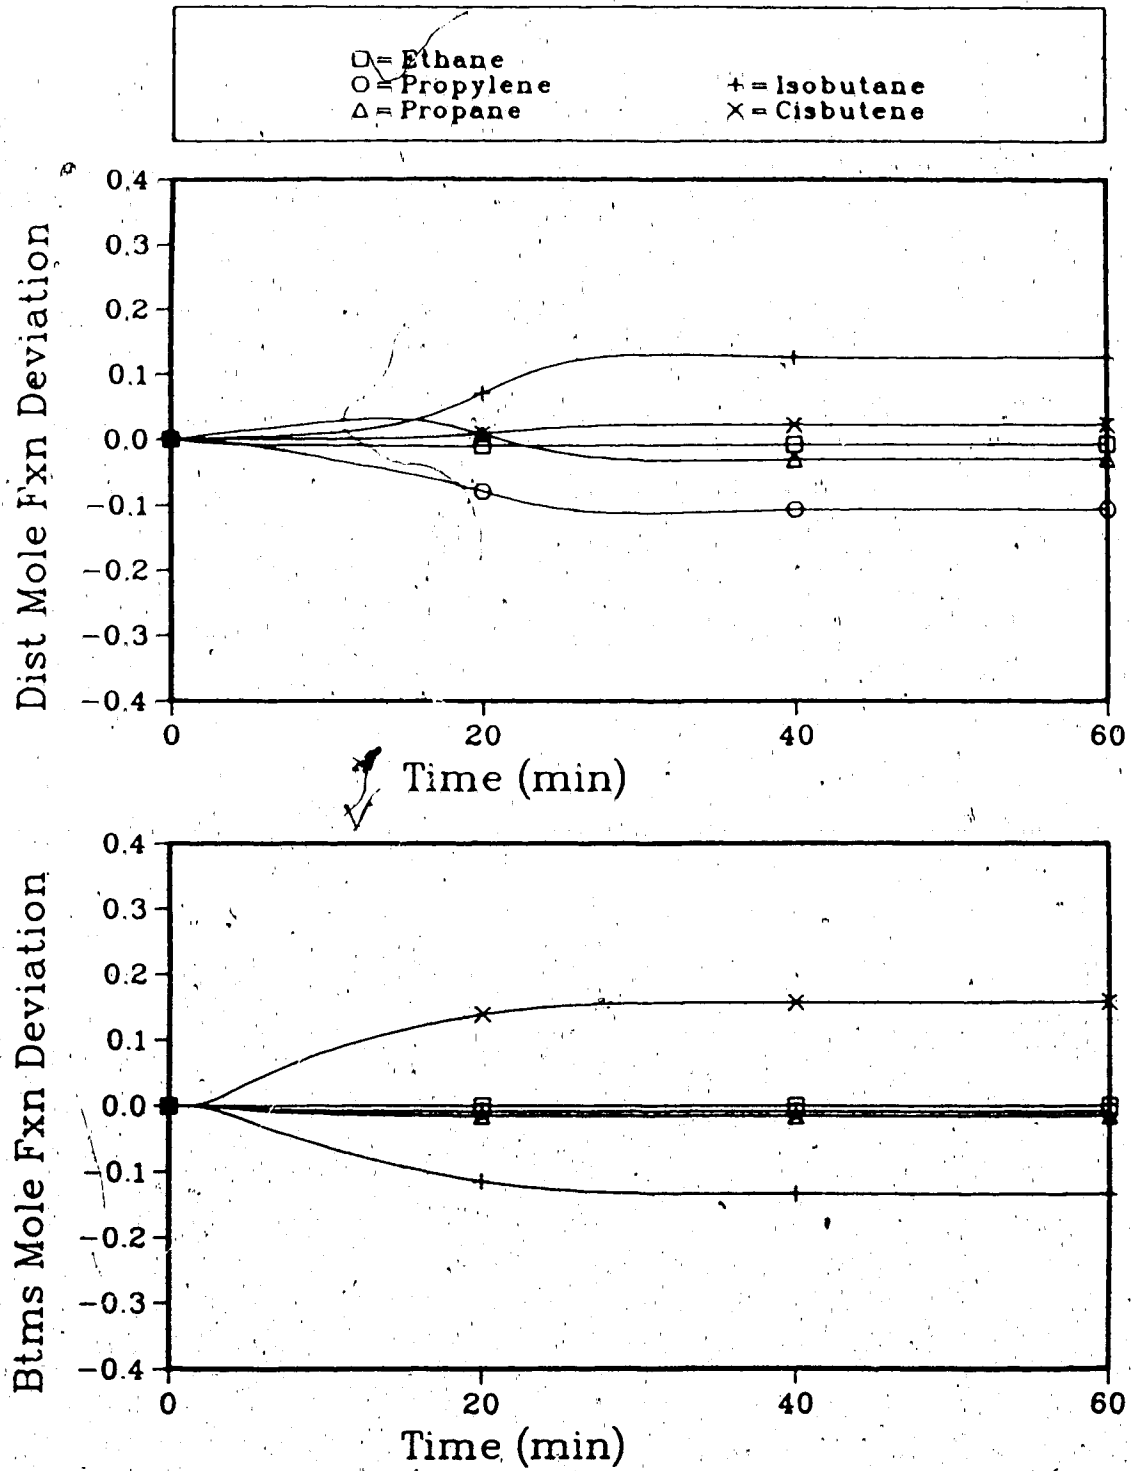 □ = Ethane
○ = Propylene + = Isobutane
△ = Propane × = Cisbutene
Dist Mole Fxn Deviation
0.4
0.3
0.2
0.1
0.0
−0.1
−0.2
−0.3
−0.4
0 20 40 60
Time (min)
Btms Mole Fxn Deviation
0.4
0.3
0.2
0.1
0.0
−0.1
−0.2
−0.3
−0.4
0 20 40 60
Time (min)